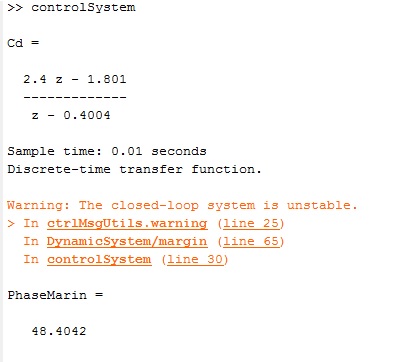 >> controlSystem
Cd =
2.4 z - 1.801
-------------
z - 0.4004
Sample time: 0.01 seconds
Discrete-time transfer function.
Warning: The closed-loop system is unstable.
> In ctrlMsgUtils.warning (line 25)
In DynamicSystem/margin (line 65)
In controlSystem (line 30)
PhaseMarin =
48.4042